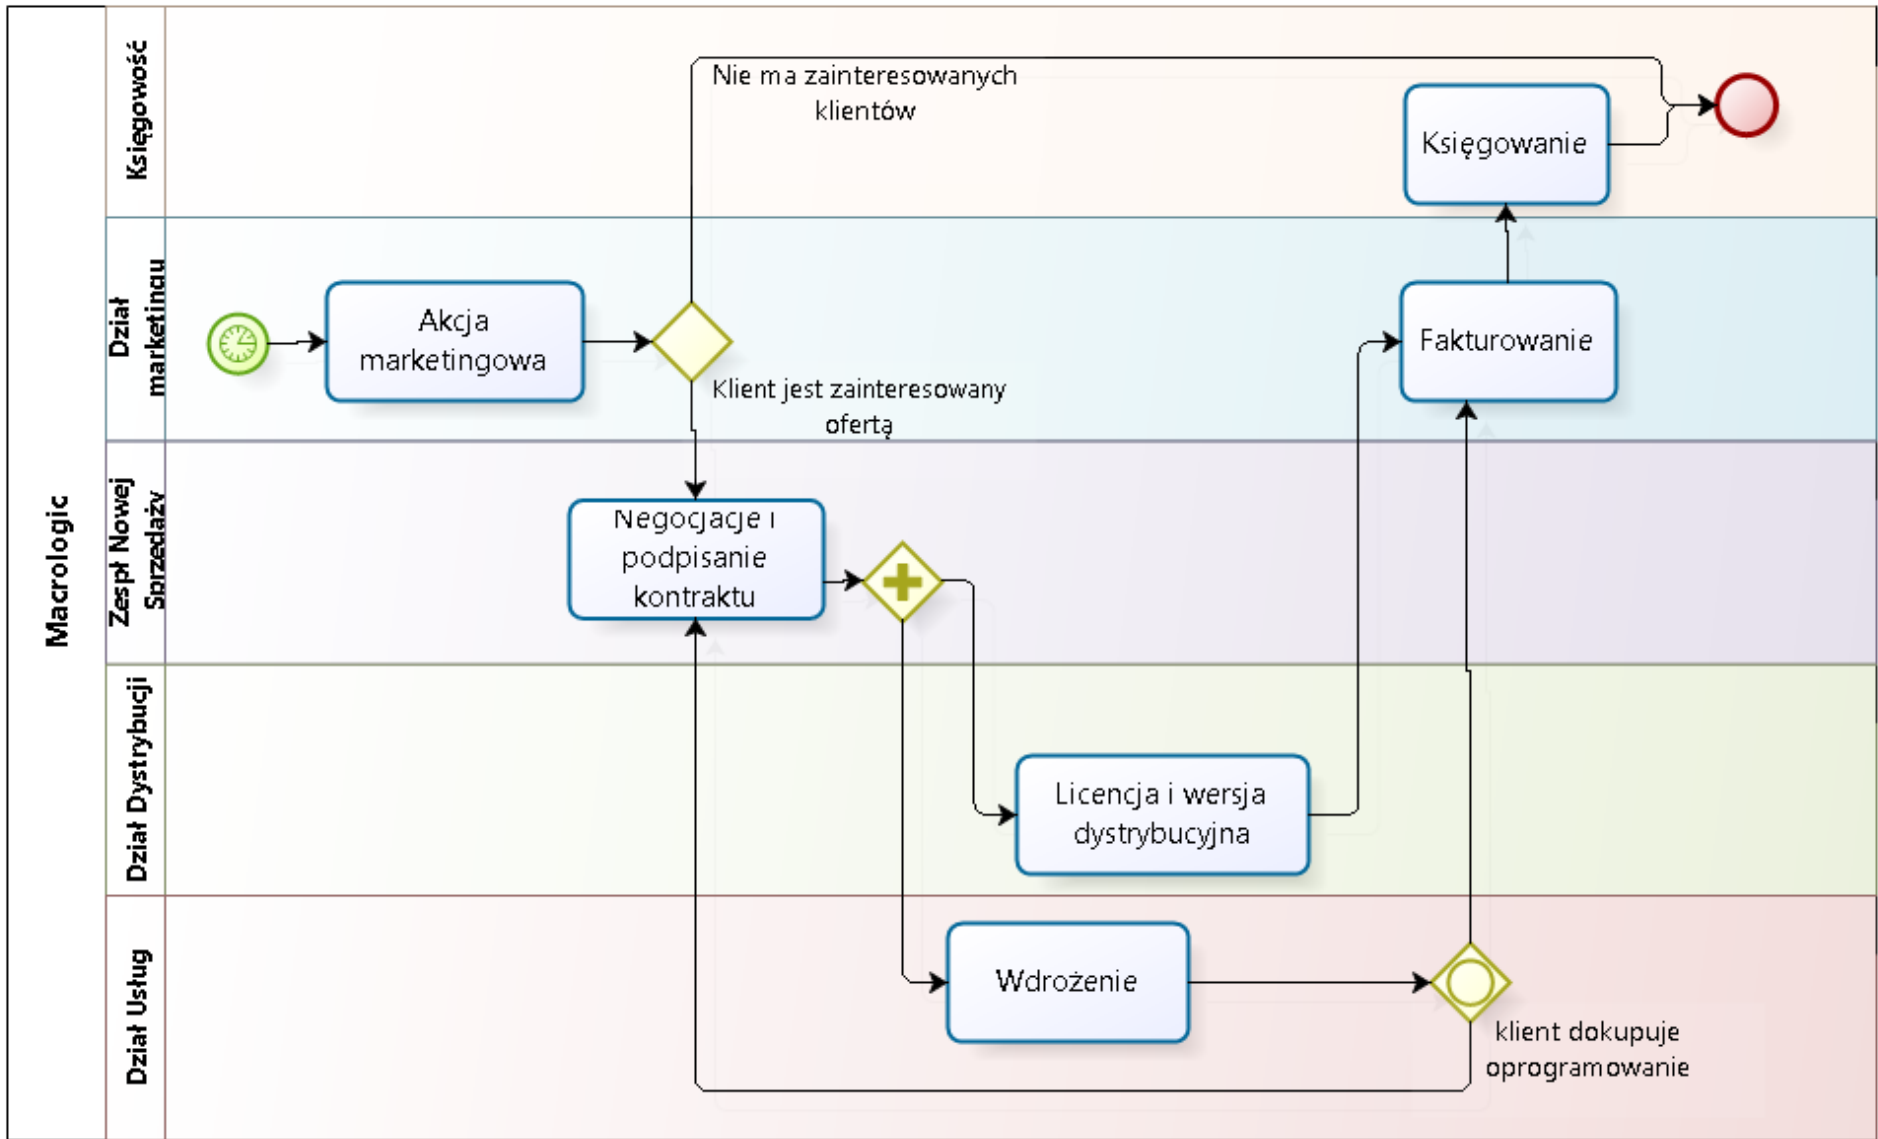 Macrologic
Księgowość
Nie ma zainteresowanych
klientów
Księgowanie
Dział
marketingu
Akcja
marketingowa
Klient jest zainteresowany
ofertą
Fakturowanie
Zespł Nowej
Sprzedaży
Negocjacje i
podpisanie
kontraktu
Dział Dystrybucji
Licencja i wersja
dystrybucyjna
Dział Usług
Wdrożenie
klient dokupuje
oprogramowanie